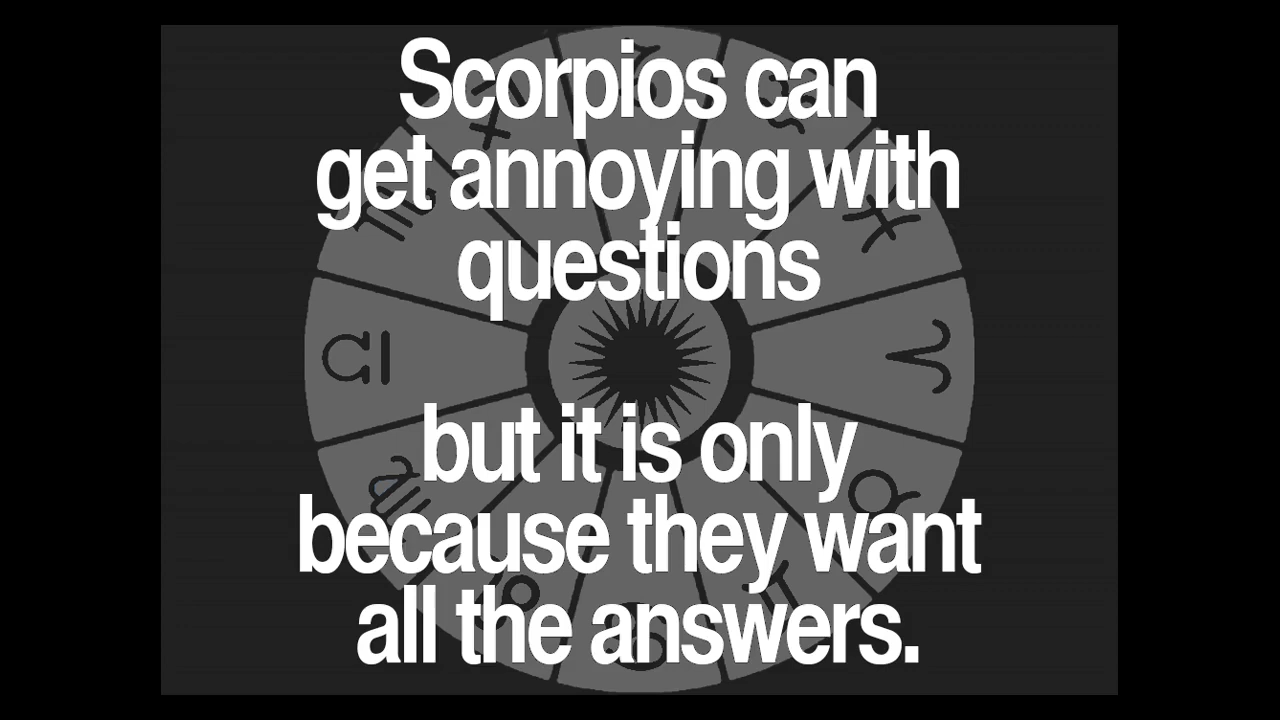 Scorpios can
get annoying with
questions
but it is only
because they want
all the answers.